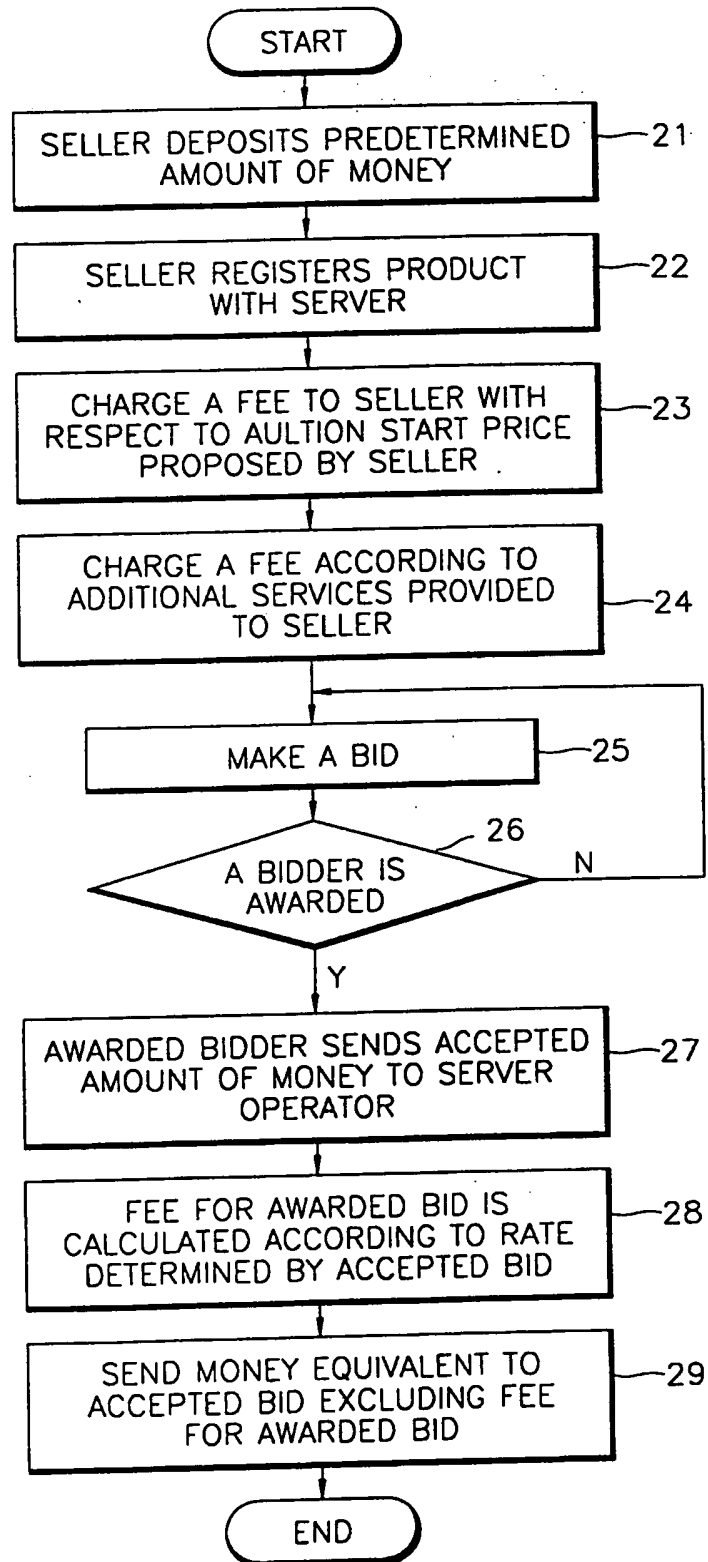 START
SELLER DEPOSITS PREDETERMINED
AMOUNT OF MONEY
21
SELLER REGISTERS PRODUCT
WITH SERVER
22
CHARGE A FEE TO SELLER WITH
RESPECT TO AULTION START PRICE
PROPOSED BY SELLER
23
CHARGE A FEE ACCORDING TO
ADDITIONAL SERVICES PROVIDED
TO SELLER
24
MAKE A BID
25
26
A BIDDER IS
AWARDED
N
Y
AWARDED BIDDER SENDS ACCEPTED
AMOUNT OF MONEY TO SERVER
OPERATOR
27
FEE FOR AWARDED BID IS
CALCULATED ACCORDING TO RATE
DETERMINED BY ACCEPTED BID
28
SEND MONEY EQUIVALENT TO
ACCEPTED BID EXCLUDING FEE
FOR AWARDED BID
29
END